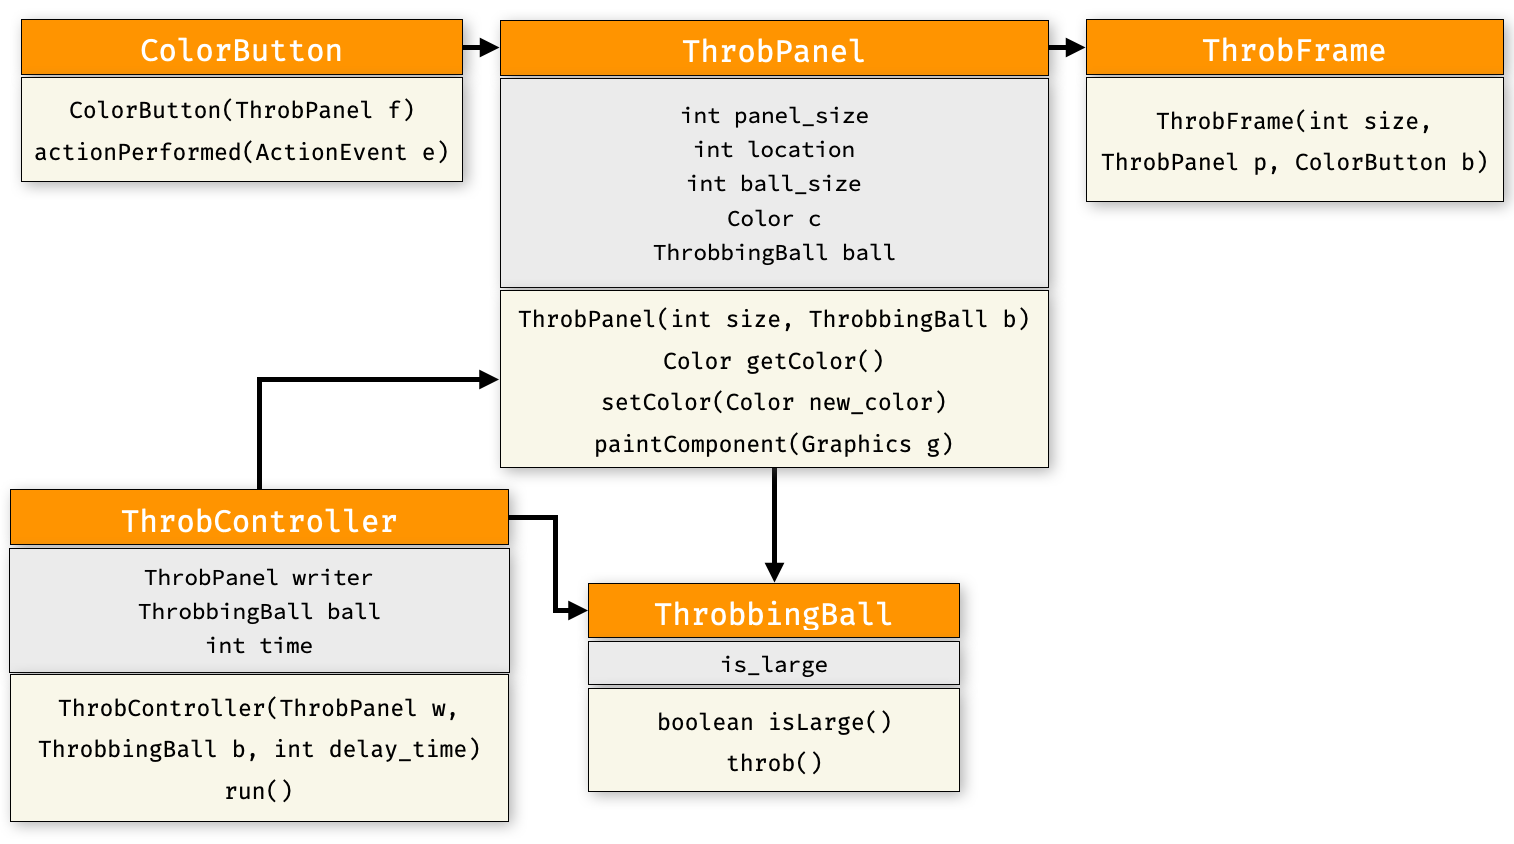 ColorButton
ColorButton(ThrobPanel f)
actionPerformed(ActionEvent e)
ThrobPanel
int panel_size
int location
int ball_size
Color c
ThrobbingBall ball
ThrobPanel(int size, ThrobbingBall b)
Color getColor()
setColor(Color new_color)
paintComponent(Graphics g)
ThrobFrame
ThrobFrame(int size,
ThrobPanel p, ColorButton b)
ThrobController
ThrobPanel writer
ThrobbingBall ball
int time
ThrobController(ThrobPanel w,
ThrobbingBall b, int delay_time)
run()
ThrobbingBall
is_large
boolean isLarge()
throb()